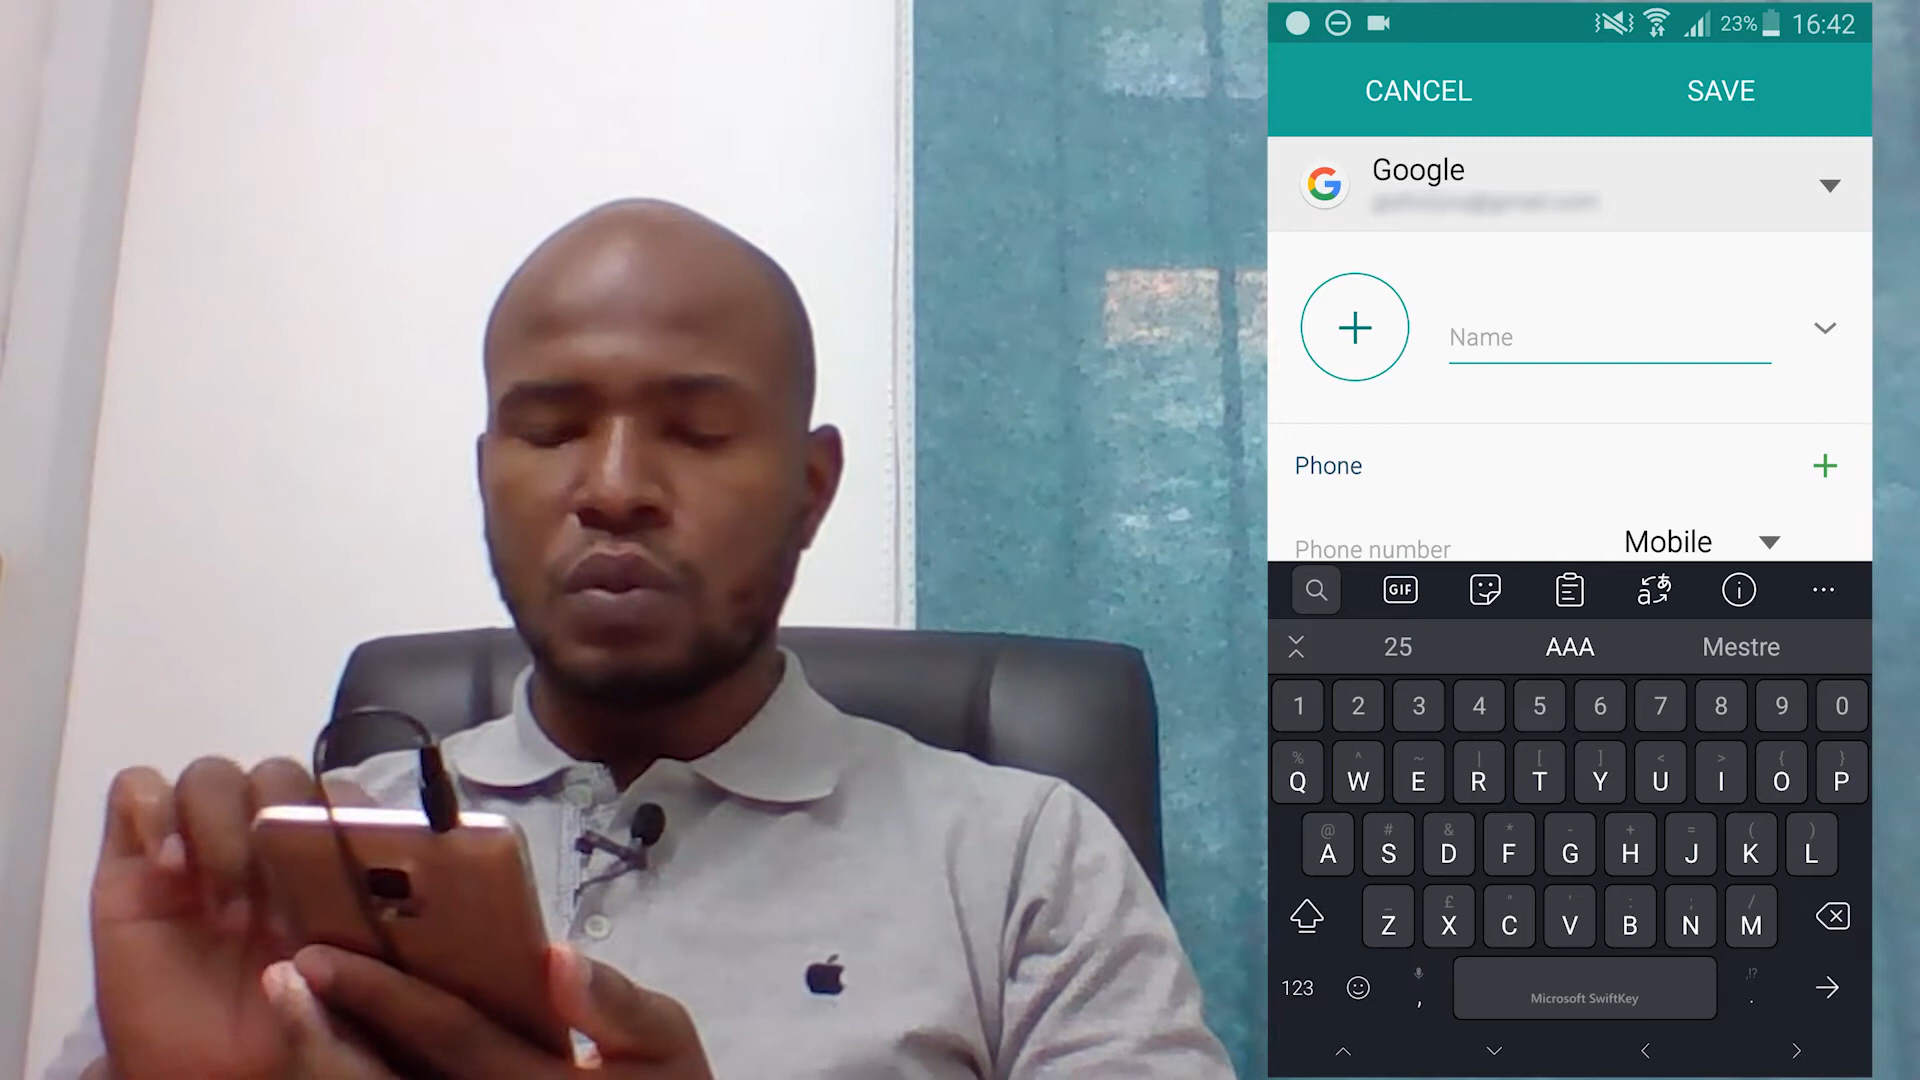 23% 16:42
CANCEL SAVE
Google
Name
Phone
Phone number Mobile
GIF
25 AAA Mestre
1 2 3 4 5 6 7 8 9 0
% ^ ~ | [ ] < > { }
Q W E R T Y U I O P
@ # & * - + = ( )
A S D F G H J K L
_ £ " ' : ; /
Z X C V B N M
123 , Microsoft SwiftKey ,!? .